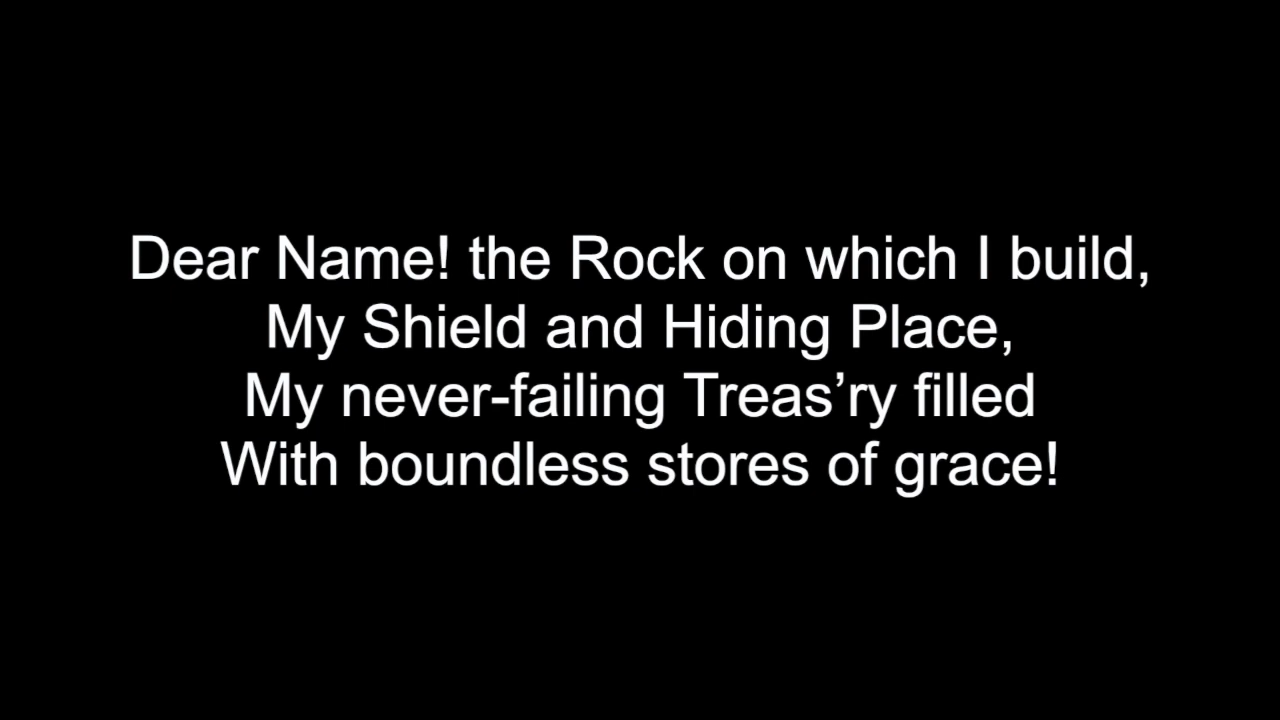 Dear Name! the Rock on which I build,
My Shield and Hiding Place,
My never-failing Treas’ry filled
With boundless stores of grace!